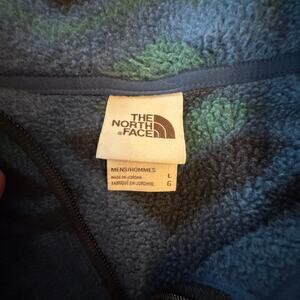 THE
NORTH
FACE
MENS/HOMMES
MADE IN JORDAN L
FABRIQUÉ EN JORDANIE G